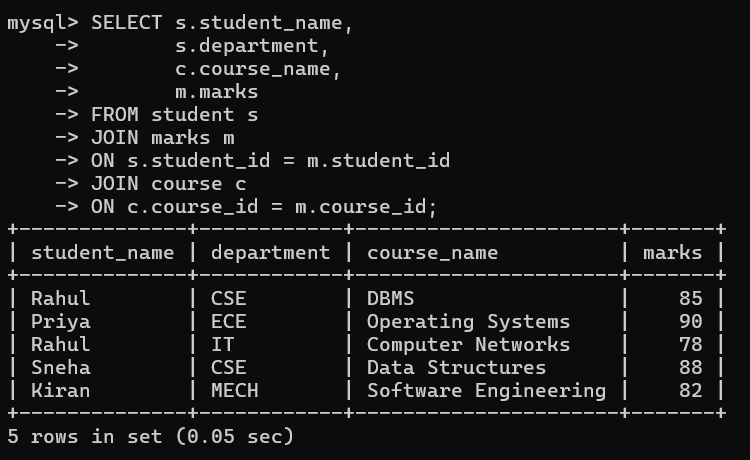 mysql> SELECT s.student_name,
    ->        s.department,
    ->        c.course_name,
    ->        m.marks
    -> FROM student s
    -> JOIN marks m
    -> ON s.student_id = m.student_id
    -> JOIN course c
    -> ON c.course_id = m.course_id;
+--------------+------------+----------------------+-------+
| student_name | department | course_name          | marks |
+--------------+------------+----------------------+-------+
| Rahul        | CSE        | DBMS                 |    85 |
| Priya        | ECE        | Operating Systems    |    90 |
| Rahul        | IT         | Computer Networks    |    78 |
| Sneha        | CSE        | Data Structures      |    88 |
| Kiran        | MECH       | Software Engineering |    82 |
+--------------+------------+----------------------+-------+
5 rows in set (0.05 sec)